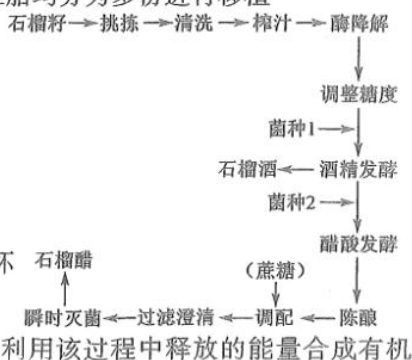 石榴籽→挑拣→清洗→榨汁→酶降解
调整糖度
菌种1→
石榴酒←酒精发酵
菌种2→
醋酸发酵
不 石榴醋
(蔗糖)
瞬时灭菌←过滤澄清←调配←陈酿
利用该过程中释放的能量合成有机